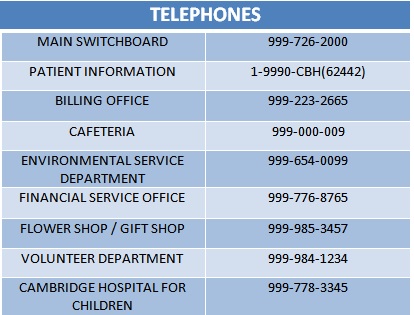 TELEPHONES
MAIN SWITCHBOARD 999-726-2000
PATIENT INFORMATION 1-9990-CBH(62442)
BILLING OFFICE 999-223-2665
CAFETERIA 999-000-009
ENVIRONMENTAL SERVICE 999-654-0099
DEPARTMENT
FINANCIAL SERVICE OFFICE 999-776-8765
FLOWER SHOP / GIFT SHOP 999-985-3457
VOLUNTEER DEPARTMENT 999-984-1234
CAMBRIDGE HOSPITAL FOR 999-778-3345
CHILDREN